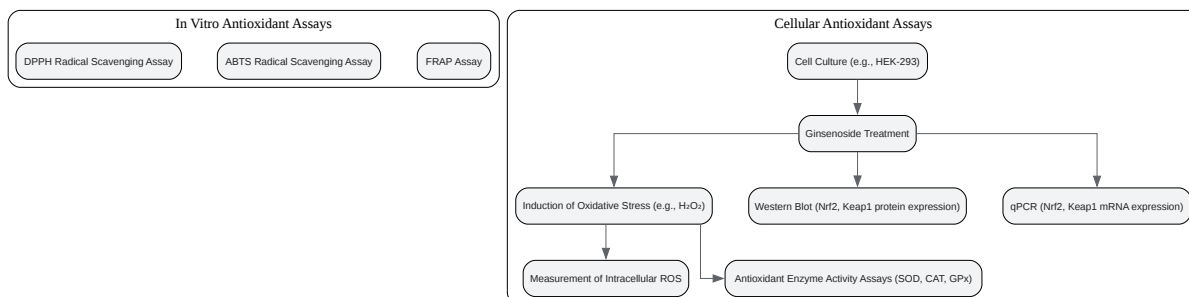 In Vitro Antioxidant Assays
DPPH Radical Scavenging Assay
ABTS Radical Scavenging Assay
FRAP Assay
Cellular Antioxidant Assays
Cell Culture (e.g., HEK-293)
Ginsenoside Treatment
Induction of Oxidative Stress (e.g., H₂O₂)
Western Blot (Nrf2, Keap1 protein expression)
qPCR (Nrf2, Keap1 mRNA expression)
Measurement of Intracellular ROS
Antioxidant Enzyme Activity Assays (SOD, CAT, GPx)